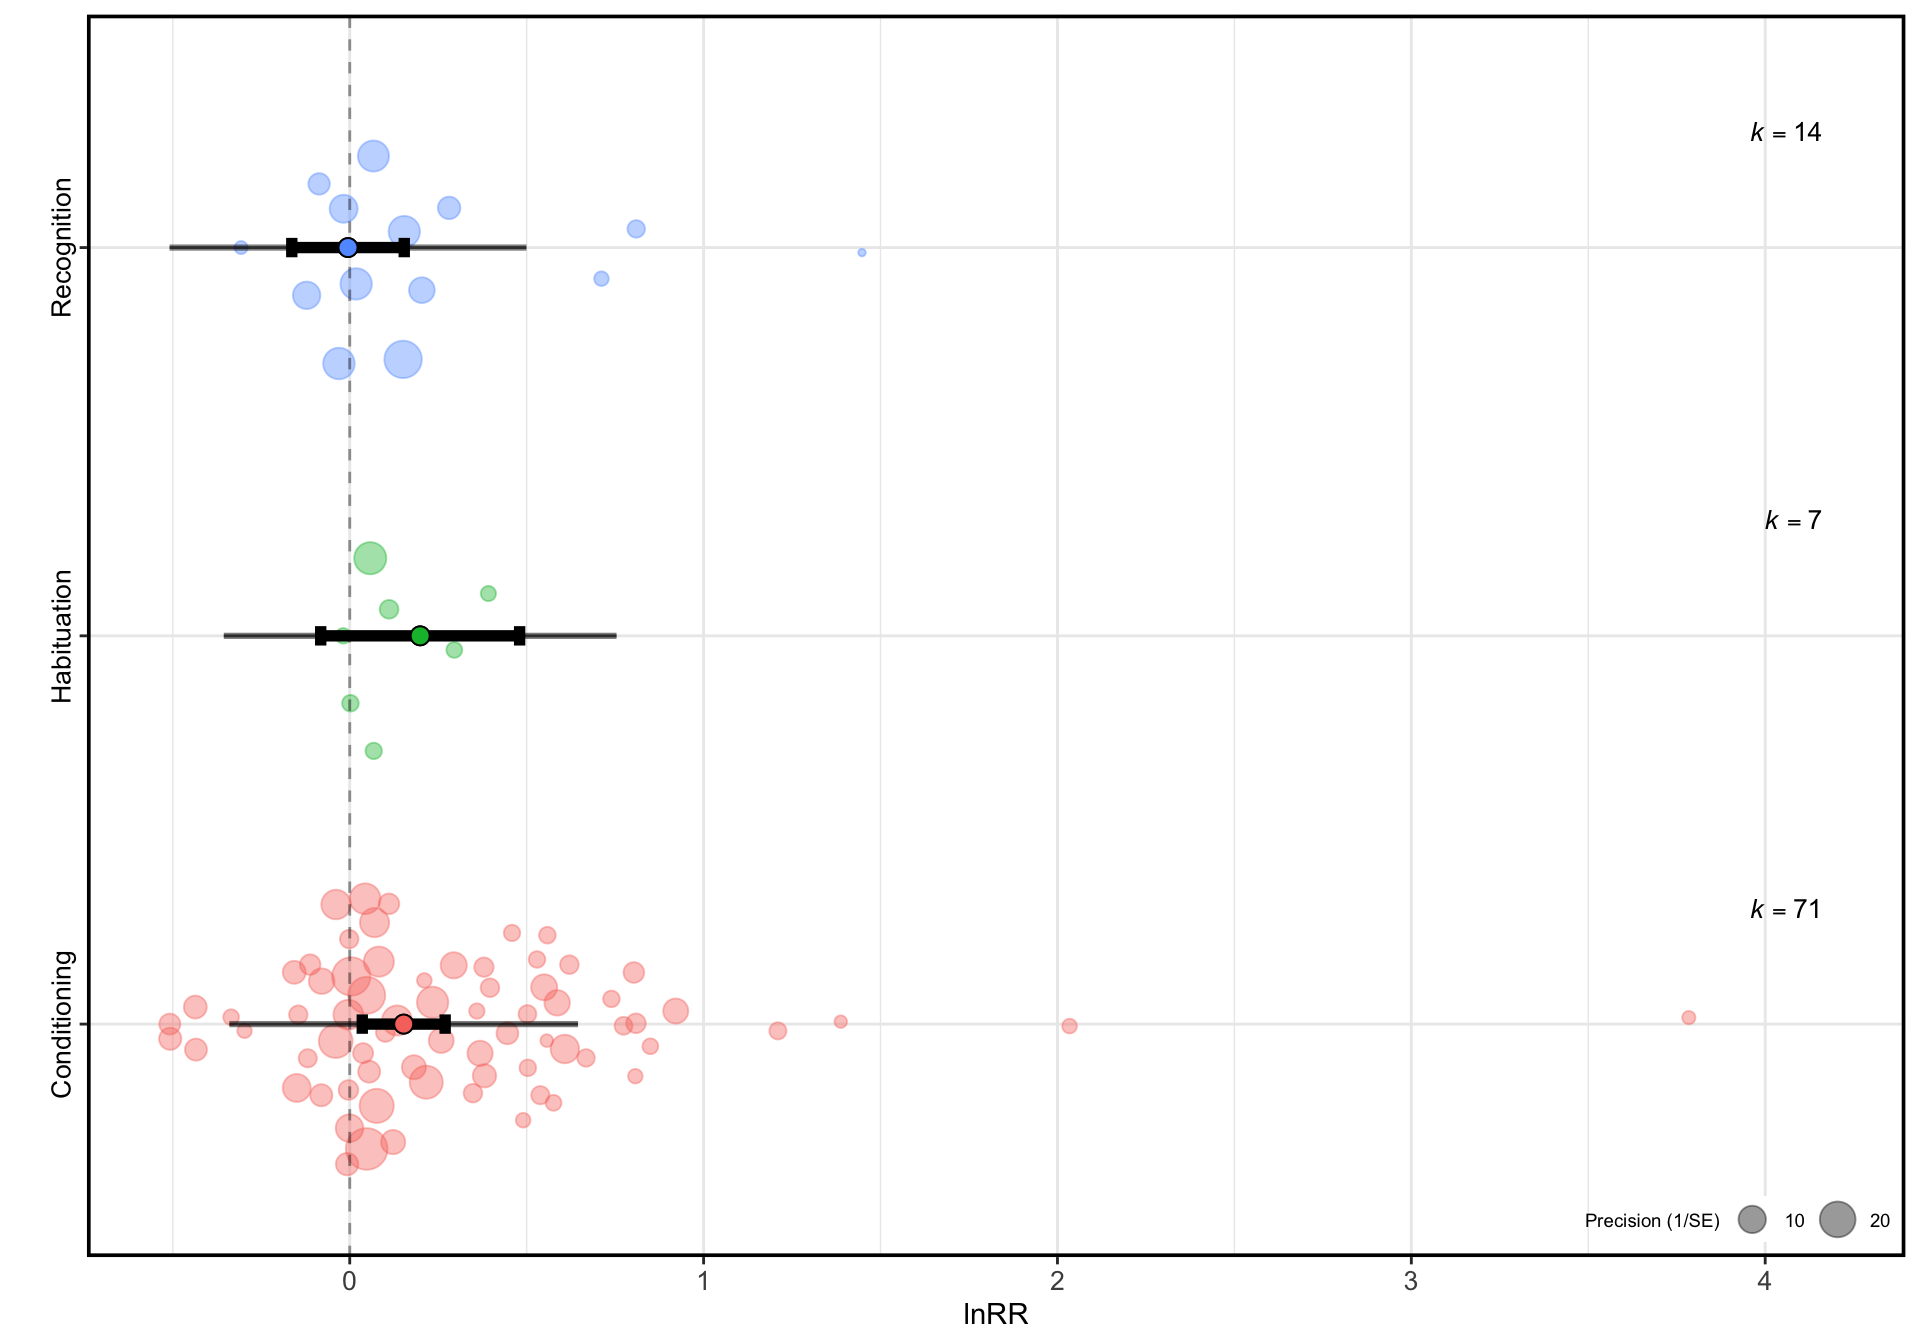 Recognition
k = 14
Habituation
k = 7
Conditioning
k = 71
Precision (1/SE) 10 20
0 1 2 3 4
lnRR